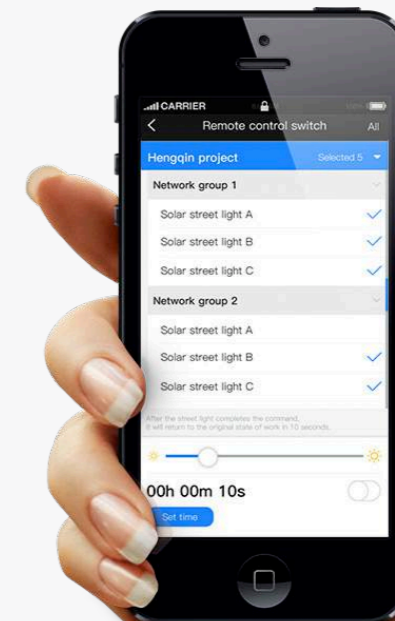 CARRIER
Remote control switch All
Hengqin project Selected 5
Network group 1
Solar street light A
Solar street light B
Solar street light C
Network group 2
Solar street light A
Solar street light B
Solar street light C
After the street light completes the command,
it will return to the original state of work in 10 seconds.
00h 00m 10s
Set time